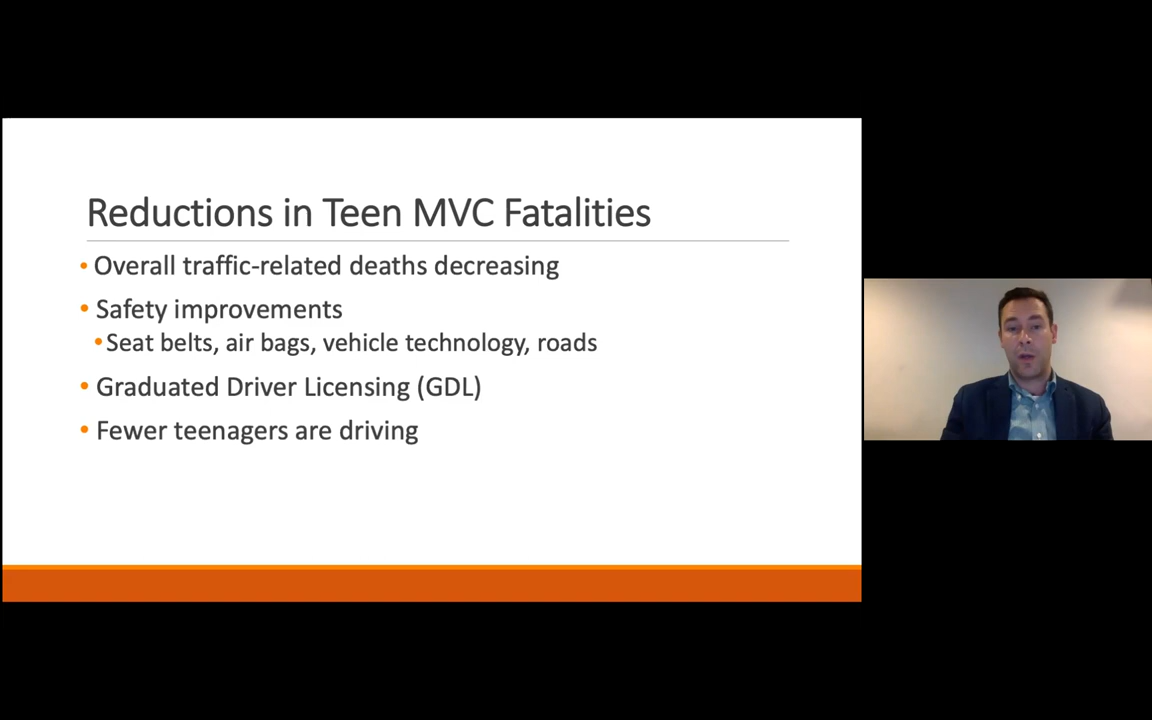 Reductions in Teen MVC Fatalities
• Overall traffic-related deaths decreasing
• Safety improvements
• Seat belts, air bags, vehicle technology, roads
• Graduated Driver Licensing (GDL)
• Fewer teenagers are driving